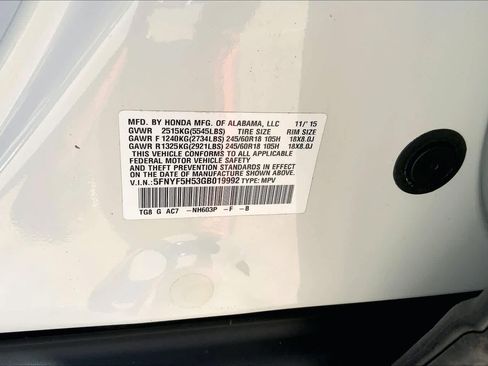 MFD. BY HONDA MFG. OF ALABAMA, LLC 11/'15
GVWR 2515KG(5545LBS) TIRE SIZE RIM SIZE
GAWR F 1240KG(2734LBS) 245/60R18 105H 18X8.0J
GAWR R 1325KG(2921LBS) 245/60R18 105H 18X8.0J
THIS VEHICLE CONFORMS TO ALL APPLICABLE
FEDERAL MOTOR VEHICLE SAFETY
AND THEFT PREVENTION STANDARDS IN EFFECT
ON THE DATE OF MANUFACTURE SHOWN ABOVE.
V.I.N.: 5FNYF5H53GB019992 TYPE: MPV
TG8 G AC7 -NH603P -F -B